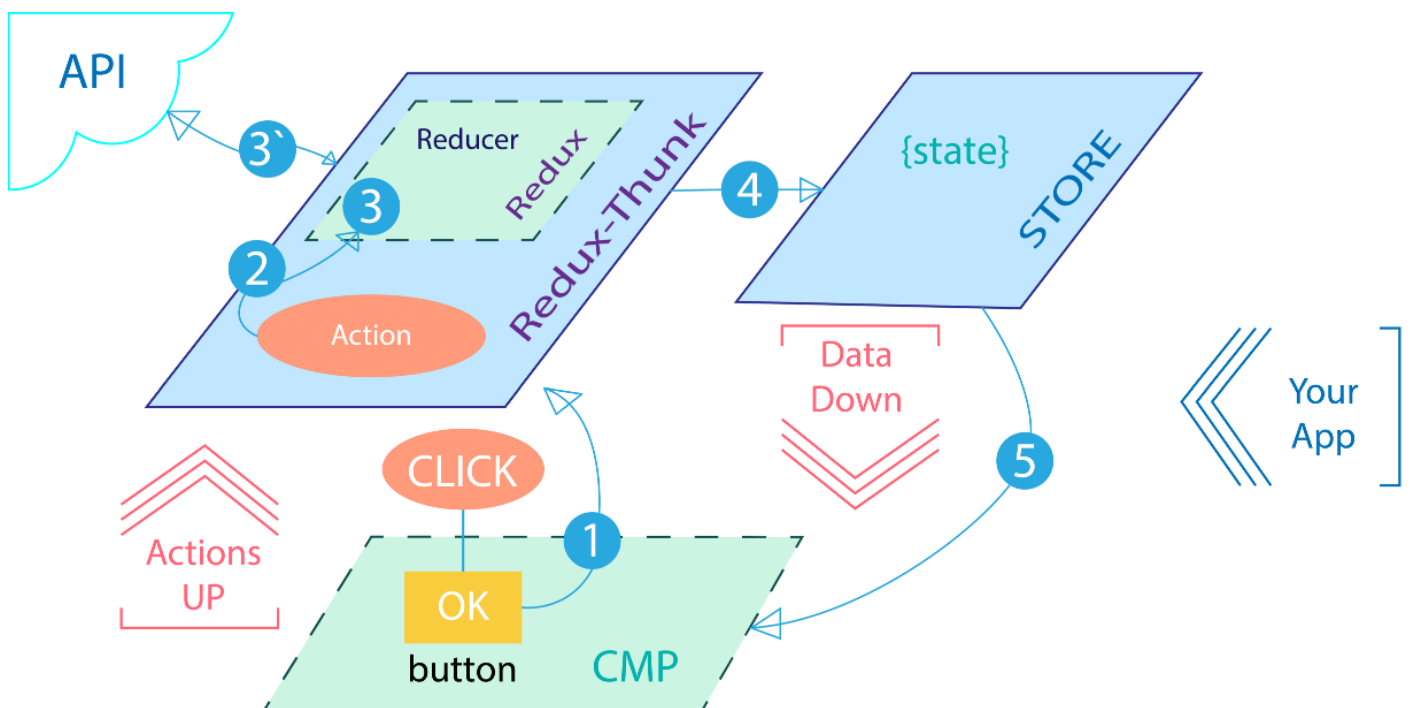 API
3`
Reducer
Redux
3
Redux-Thunk
2
Action
4
{state}
STORE
Data
Down
Your
App
CLICK
1
5
Actions
UP
OK
button
CMP